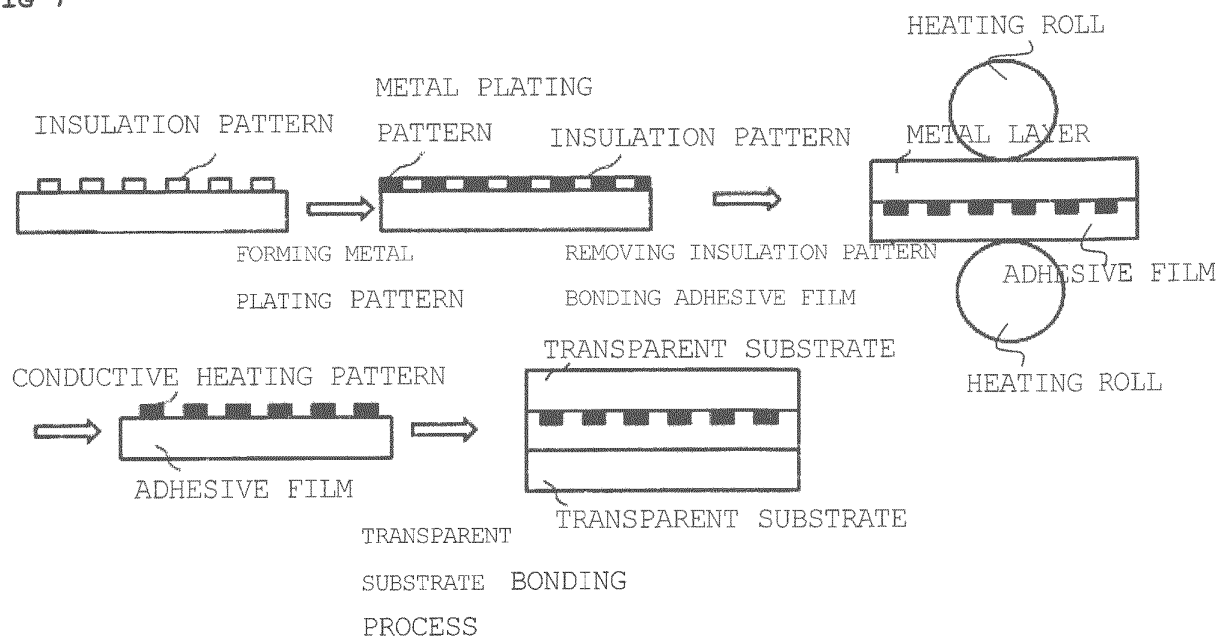 HEATING ROLL
METAL PLATING
PATTERN
INSULATION PATTERN
INSULATION PATTERN
METAL LAYER
FORMING METAL
PLATING PATTERN
REMOVING INSULATION PATTERN
BONDING ADHESIVE FILM
ADHESIVE FILM
HEATING ROLL
CONDUCTIVE HEATING PATTERN
ADHESIVE FILM
TRANSPARENT SUBSTRATE
TRANSPARENT SUBSTRATE
TRANSPARENT
SUBSTRATE BONDING
PROCESS